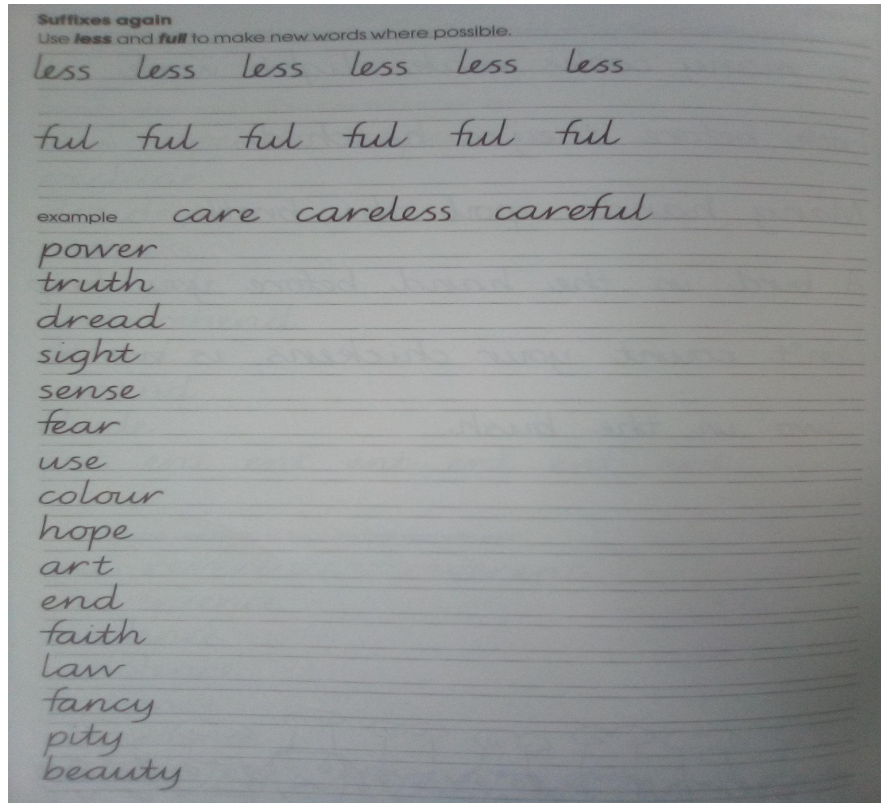 Suffixes again
Use less and full to make new words where possible.
less less less less less less
ful ful ful ful ful ful
example care careless careful
power
truth
dread
sight
sense
fear
use
colour
hope
art
end
faith
law
fancy
pity
beauty